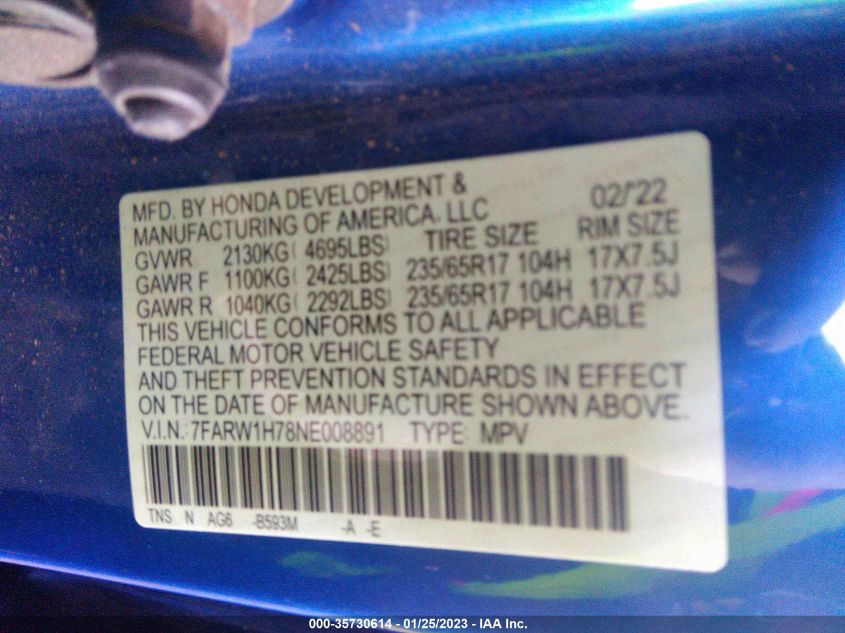 MFD. BY HONDA DEVELOPMENT & 02/'22
MANUFACTURING OF AMERICA, LLC
GVWR 2130KG( 4695LBS) TIRE SIZE RIM SIZE
GAWR F 1100KG( 2425LBS) 235/65R17 104H 17X7.5J
GAWR R 1040KG( 2292LBS) 235/65R17 104H 17X7.5J
THIS VEHICLE CONFORMS TO ALL APPLICABLE
FEDERAL MOTOR VEHICLE SAFETY
AND THEFT PREVENTION STANDARDS IN EFFECT
ON THE DATE OF MANUFACTURE SHOWN ABOVE.
V.I.N.: 7FARW1H78NE008891 TYPE: MPV
TNS N AG6 -B593M -A -E
000-35730614 - 01/25/2023 - IAA Inc.